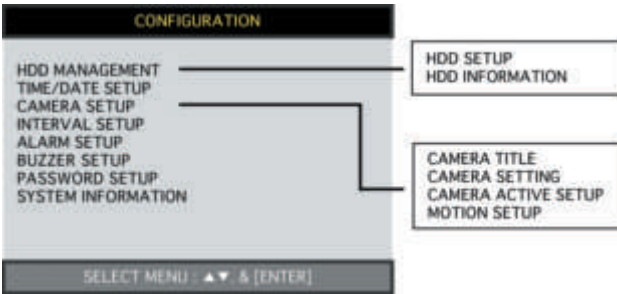 CONFIGURATION
HDD MANAGEMENT
TIME/DATE SETUP
CAMERA SETUP
INTERVAL SETUP
ALARM SETUP
BUZZER SETUP
PASSWORD SETUP
SYSTEM INFORMATION
SELECT MENU : ▲▼ & [ENTER]
HDD SETUP
HDD INFORMATION
CAMERA TITLE
CAMERA SETTING
CAMERA ACTIVE SETUP
MOTION SETUP